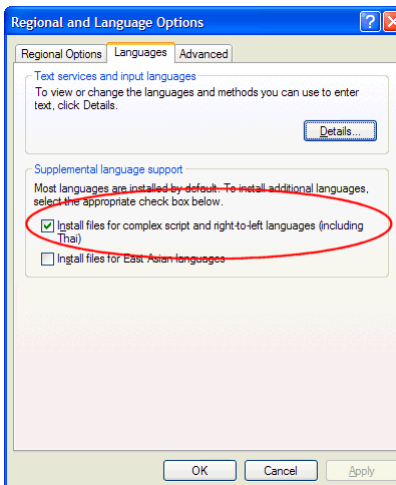 Regional and Language Options
Regional Options Languages Advanced
Text services and input languages
To view or change the languages and methods you can use to enter
text, click Details.
Details...
Supplemental language support
Most languages are installed by default. To install additional languages,
select the appropriate check box below.
Install files for complex script and right-to-left languages (including
Thai)
Install files for East Asian languages
OK Cancel Apply